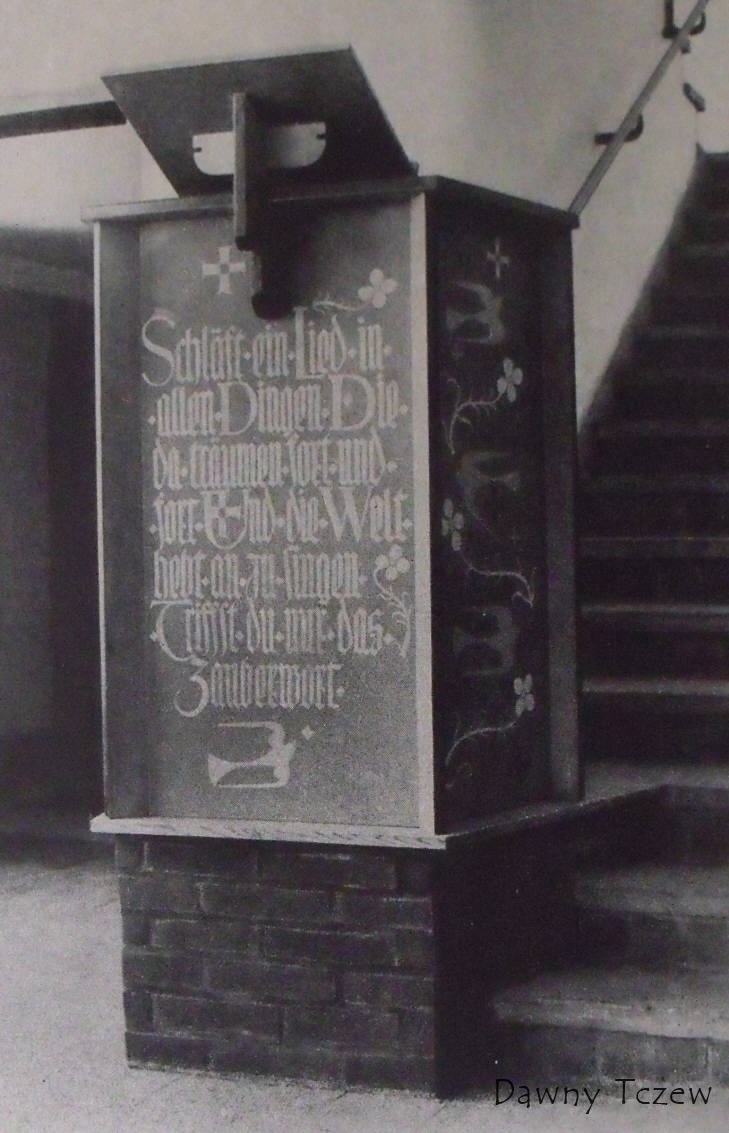 Schläft·ein·Lied·in·
·allen·Dingen·Die·
da·träumen·fort·und·
·fort·Und·die·Welt·
hebt·an·zu·singen·
·Triffst·du·nur·das·
Zauberwort·
Dawny Tczew